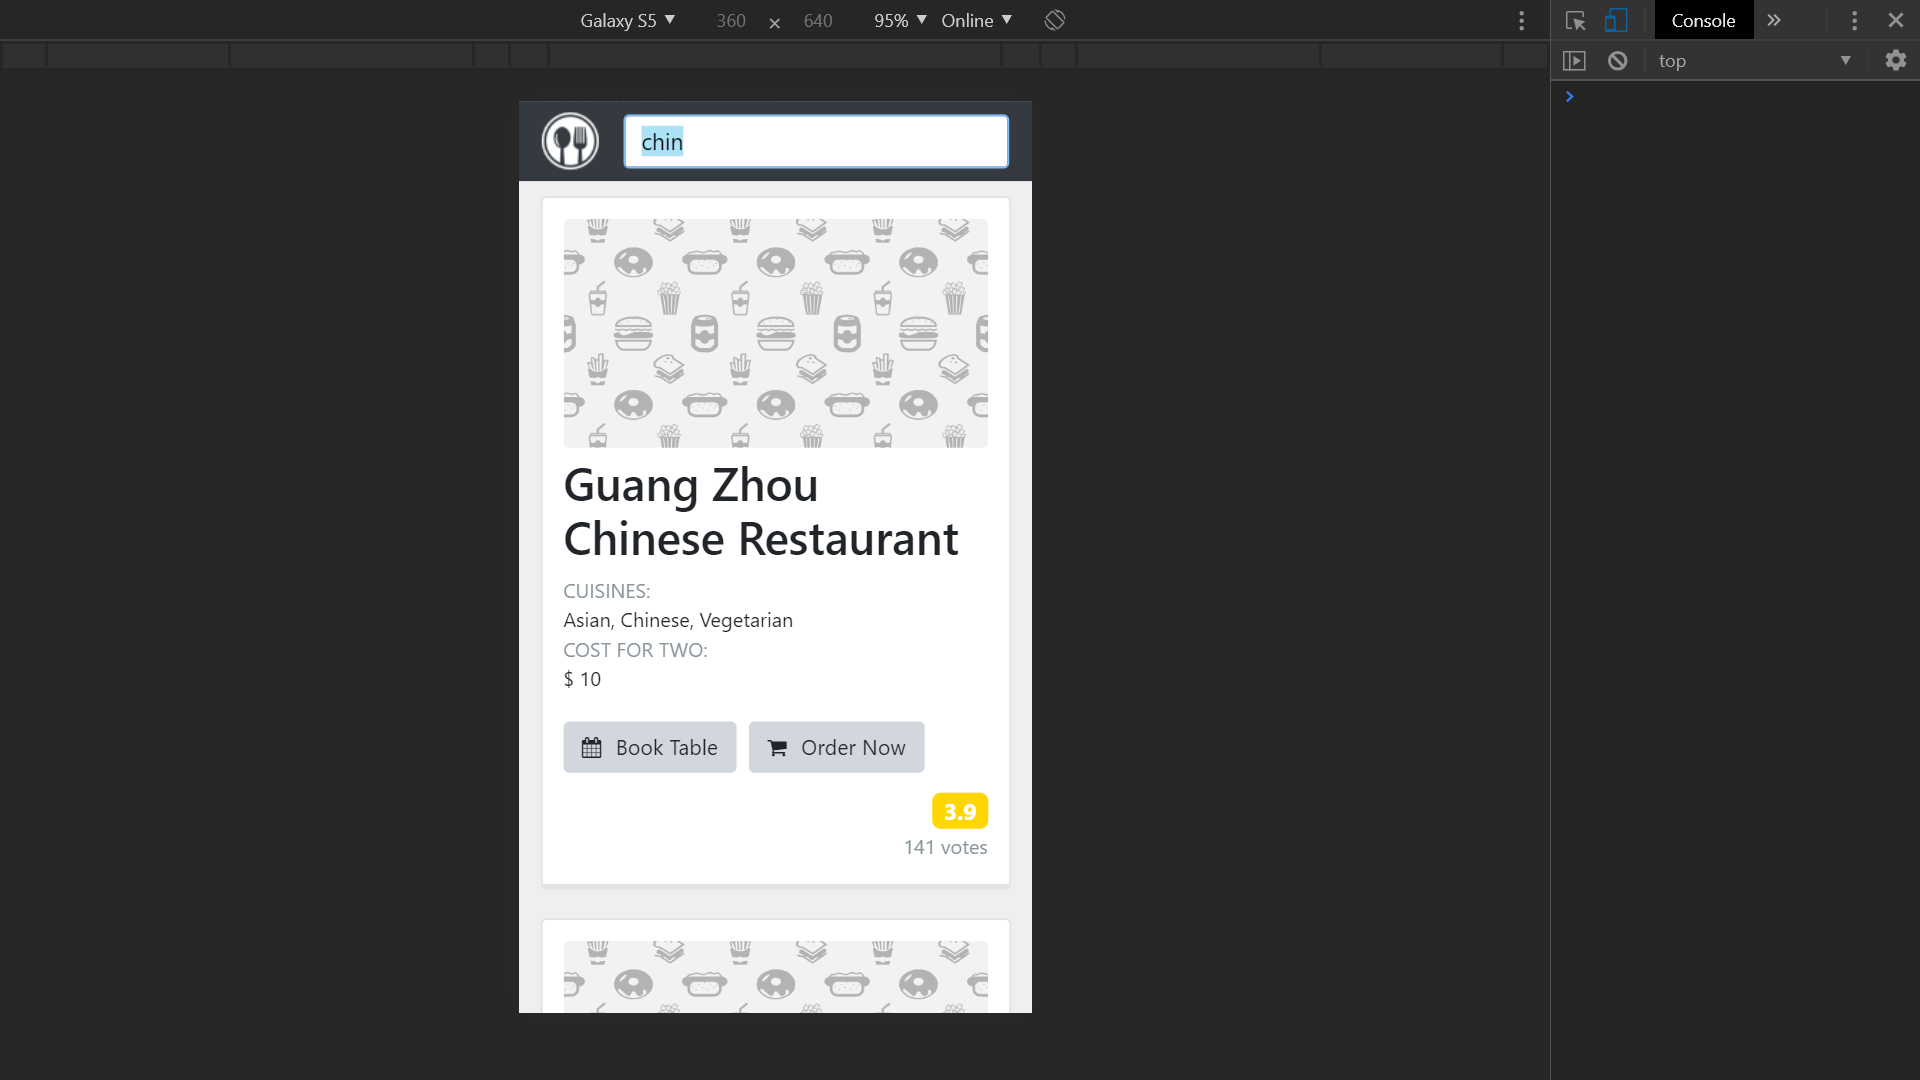 Galaxy S5 ▼ 360 × 640 95% ▼ Online ▼
Console
top
chin
Guang Zhou
Chinese Restaurant
CUISINES:
Asian, Chinese, Vegetarian
COST FOR TWO:
$ 10
Book Table
Order Now
3.9
141 votes